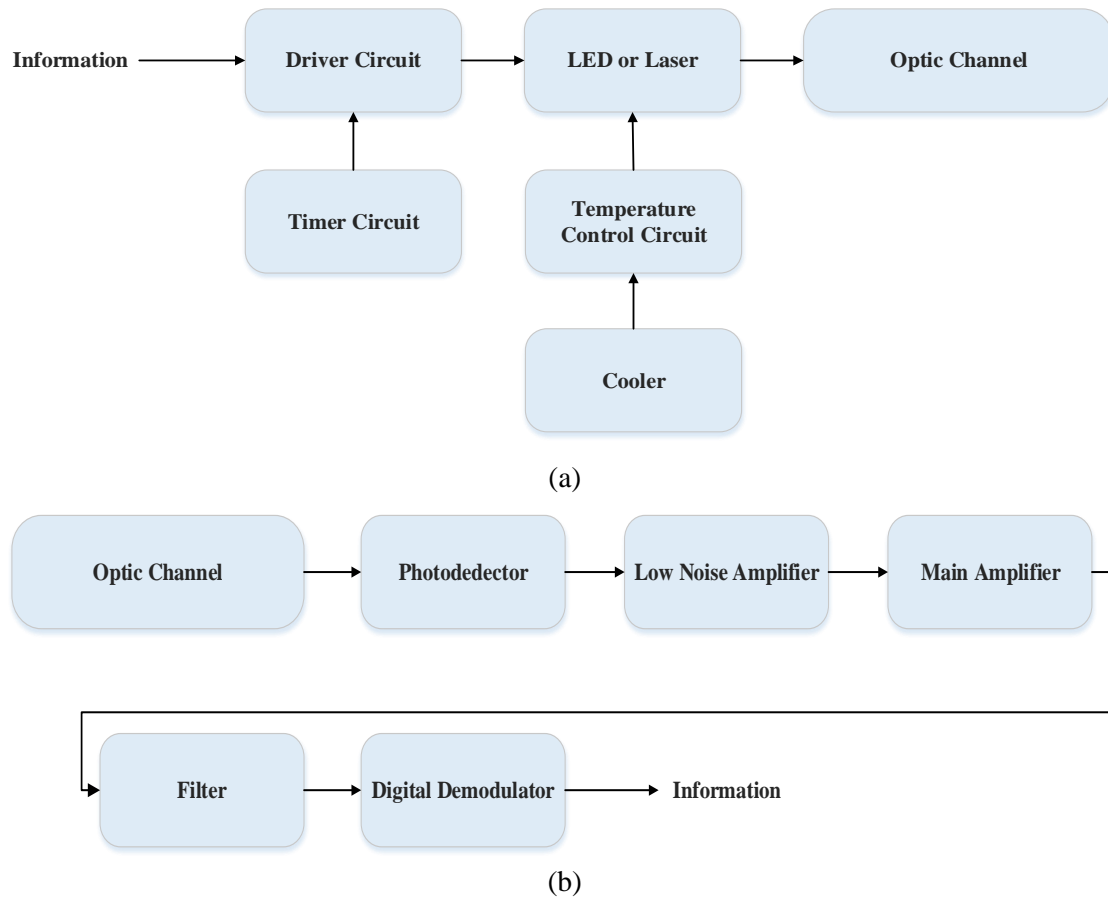 Information
Driver Circuit
LED or Laser
Optic Channel
Timer Circuit
Temperature
Control Circuit
Cooler
(a)
Optic Channel
Photodedector
Low Noise Amplifier
Main Amplifier
Filter
Digital Demodulator
Information
(b)